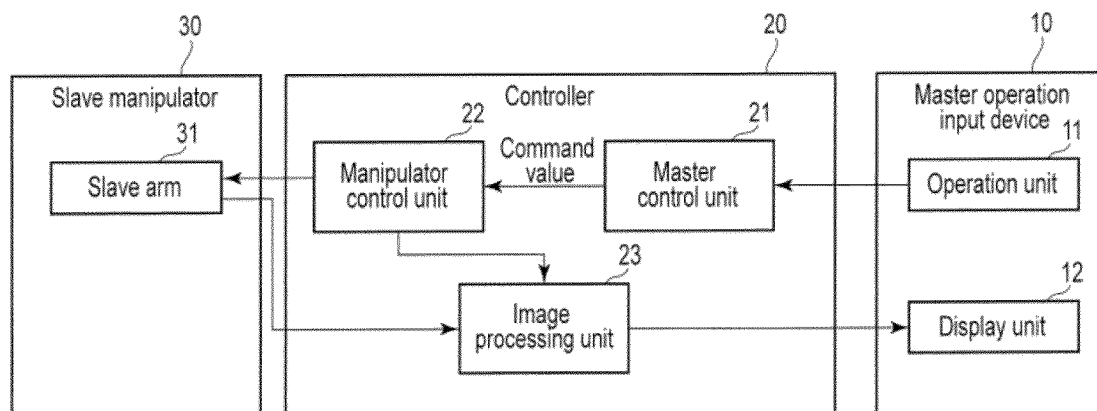 30
20
10
Slave manipulator
Controller
Master operation
input device
31
22
21
11
Slave arm
Manipulator
control unit
Command
value
Master
control unit
Operation unit
23
12
Image
processing unit
Display unit